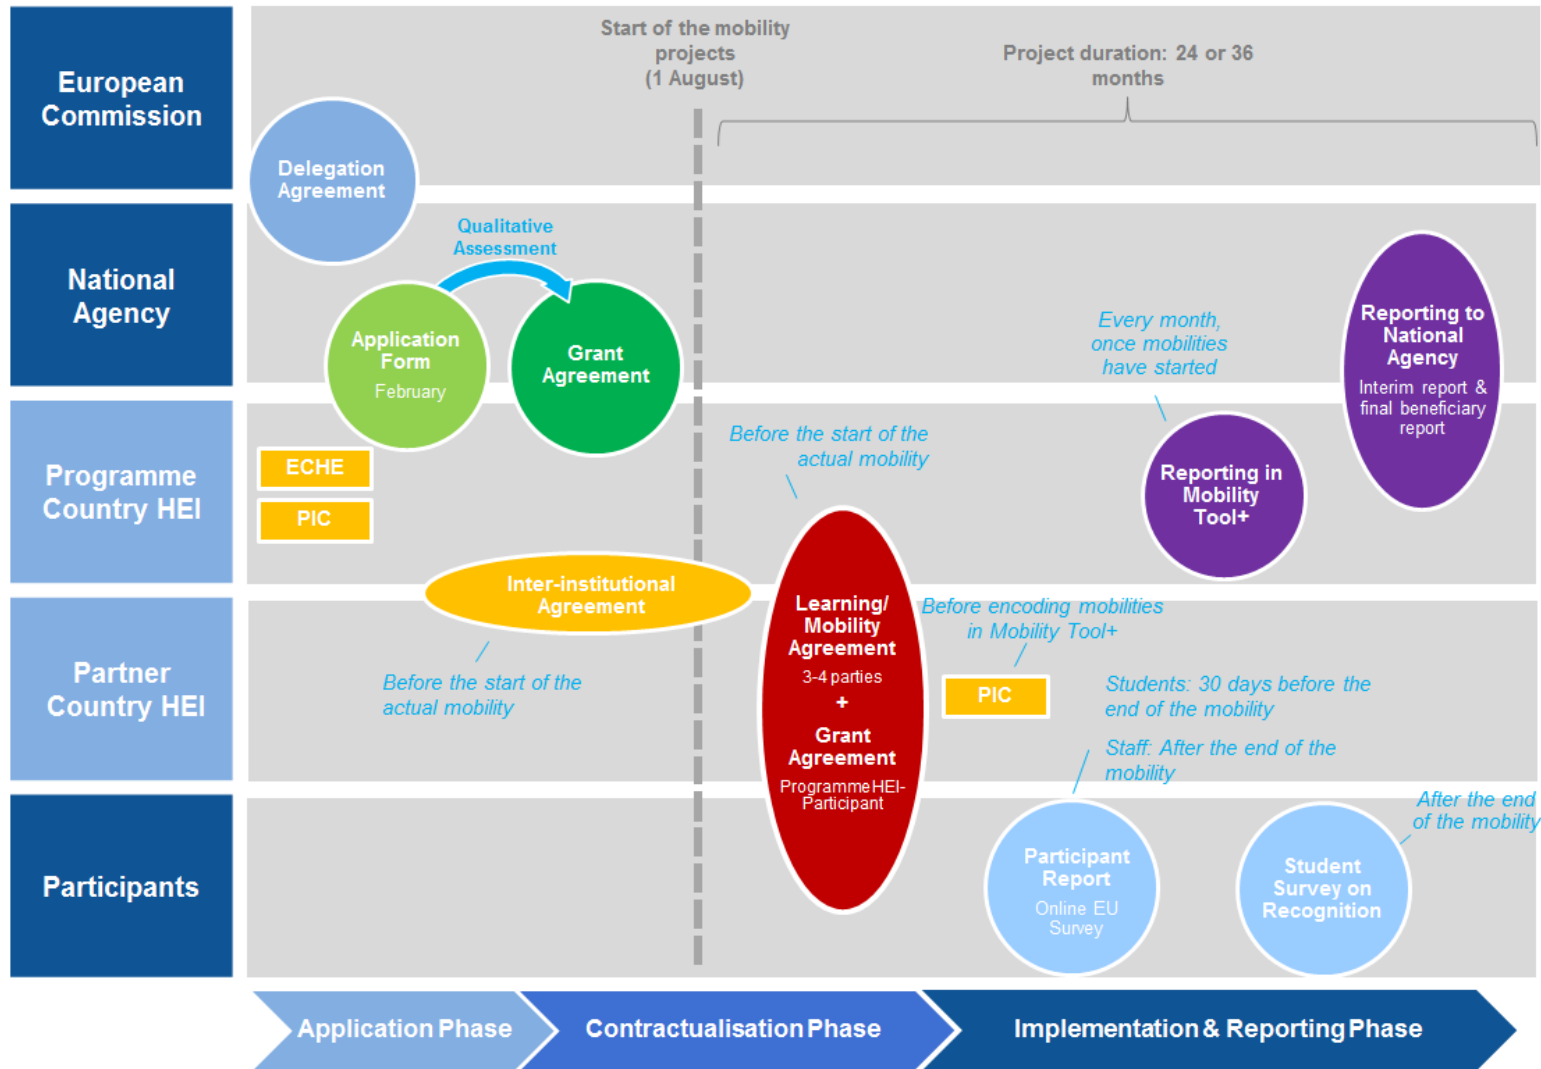 European
Commission
Start of the mobility
projects
(1 August)
Project duration: 24 or 36
months
Delegation
Agreement
National
Agency
Qualitative
Assessment
Application
Form
February
Grant
Agreement
Every month,
once mobilities
have started
Reporting to
National
Agency
Interim report &
final beneficiary
report
Programme
Country HEI
ECHE
PIC
Before the start of the
actual mobility
Reporting in
Mobility
Tool+
Inter-institutional
Agreement
Partner
Country HEI
Before the start of the
actual mobility
Learning/
Mobility
Agreement
3-4 parties
+
Grant
Agreement
Programme HEI-
Participant
Before encoding mobilities
in Mobility Tool+
PIC
Students: 30 days before the
end of the mobility
Staff: After the end of the
mobility
Participants
Participant
Report
Online EU
Survey
After the end
of the mobility
Student
Survey on
Recognition
Application Phase
Contractualisation Phase
Implementation & Reporting Phase